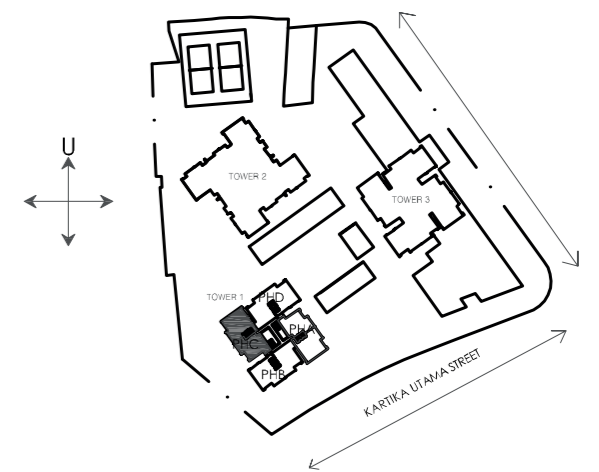 U
TOWER 2
TOWER 3
TOWER 1
PHD
PHA
PHC
PHB
KARTIKA UTAMA STREET